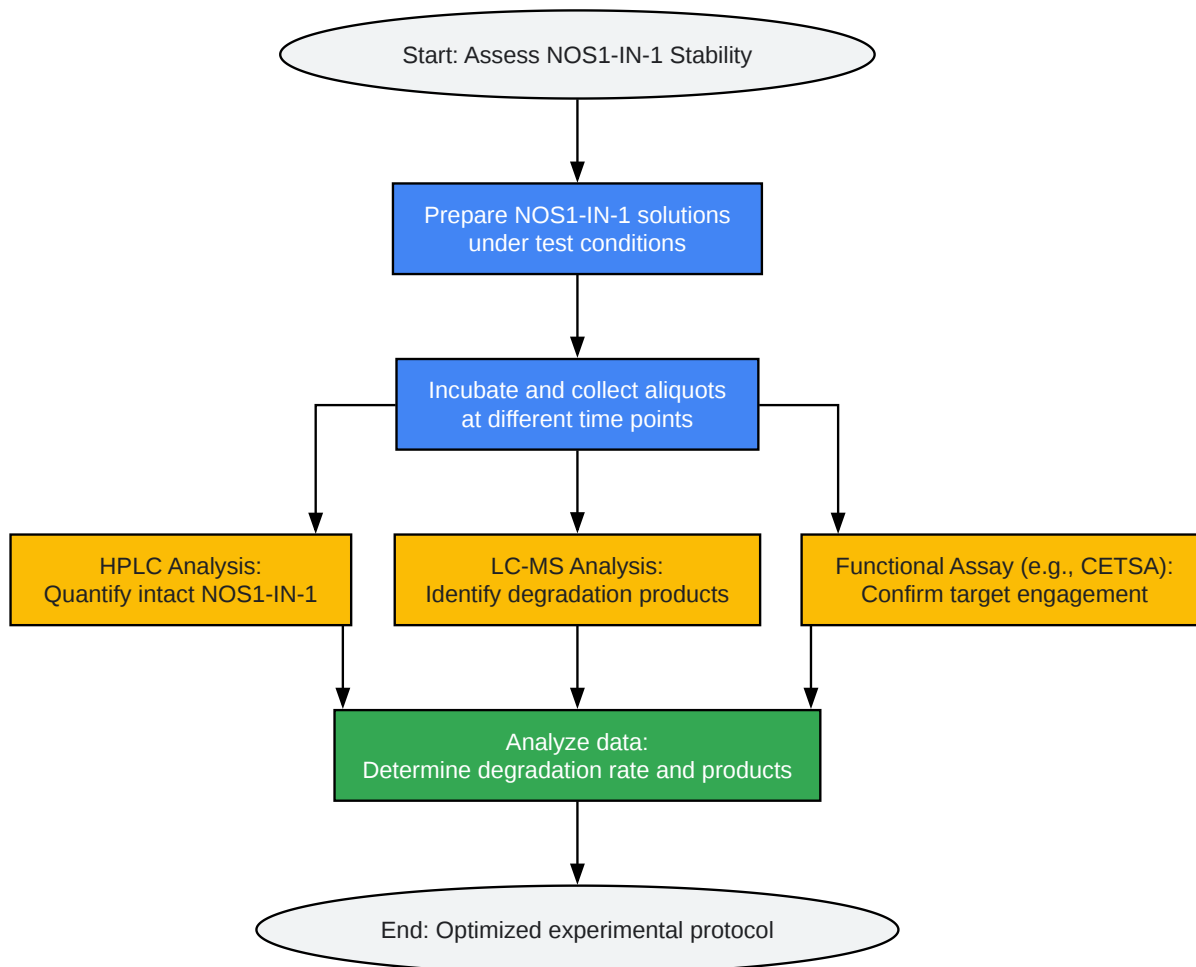 Start: Assess NOS1-IN-1 Stability
Prepare NOS1-IN-1 solutions
under test conditions
Incubate and collect aliquots
at different time points
HPLC Analysis:
Quantify intact NOS1-IN-1
LC-MS Analysis:
Identify degradation products
Functional Assay (e.g., CETSA):
Confirm target engagement
Analyze data:
Determine degradation rate and products
End: Optimized experimental protocol